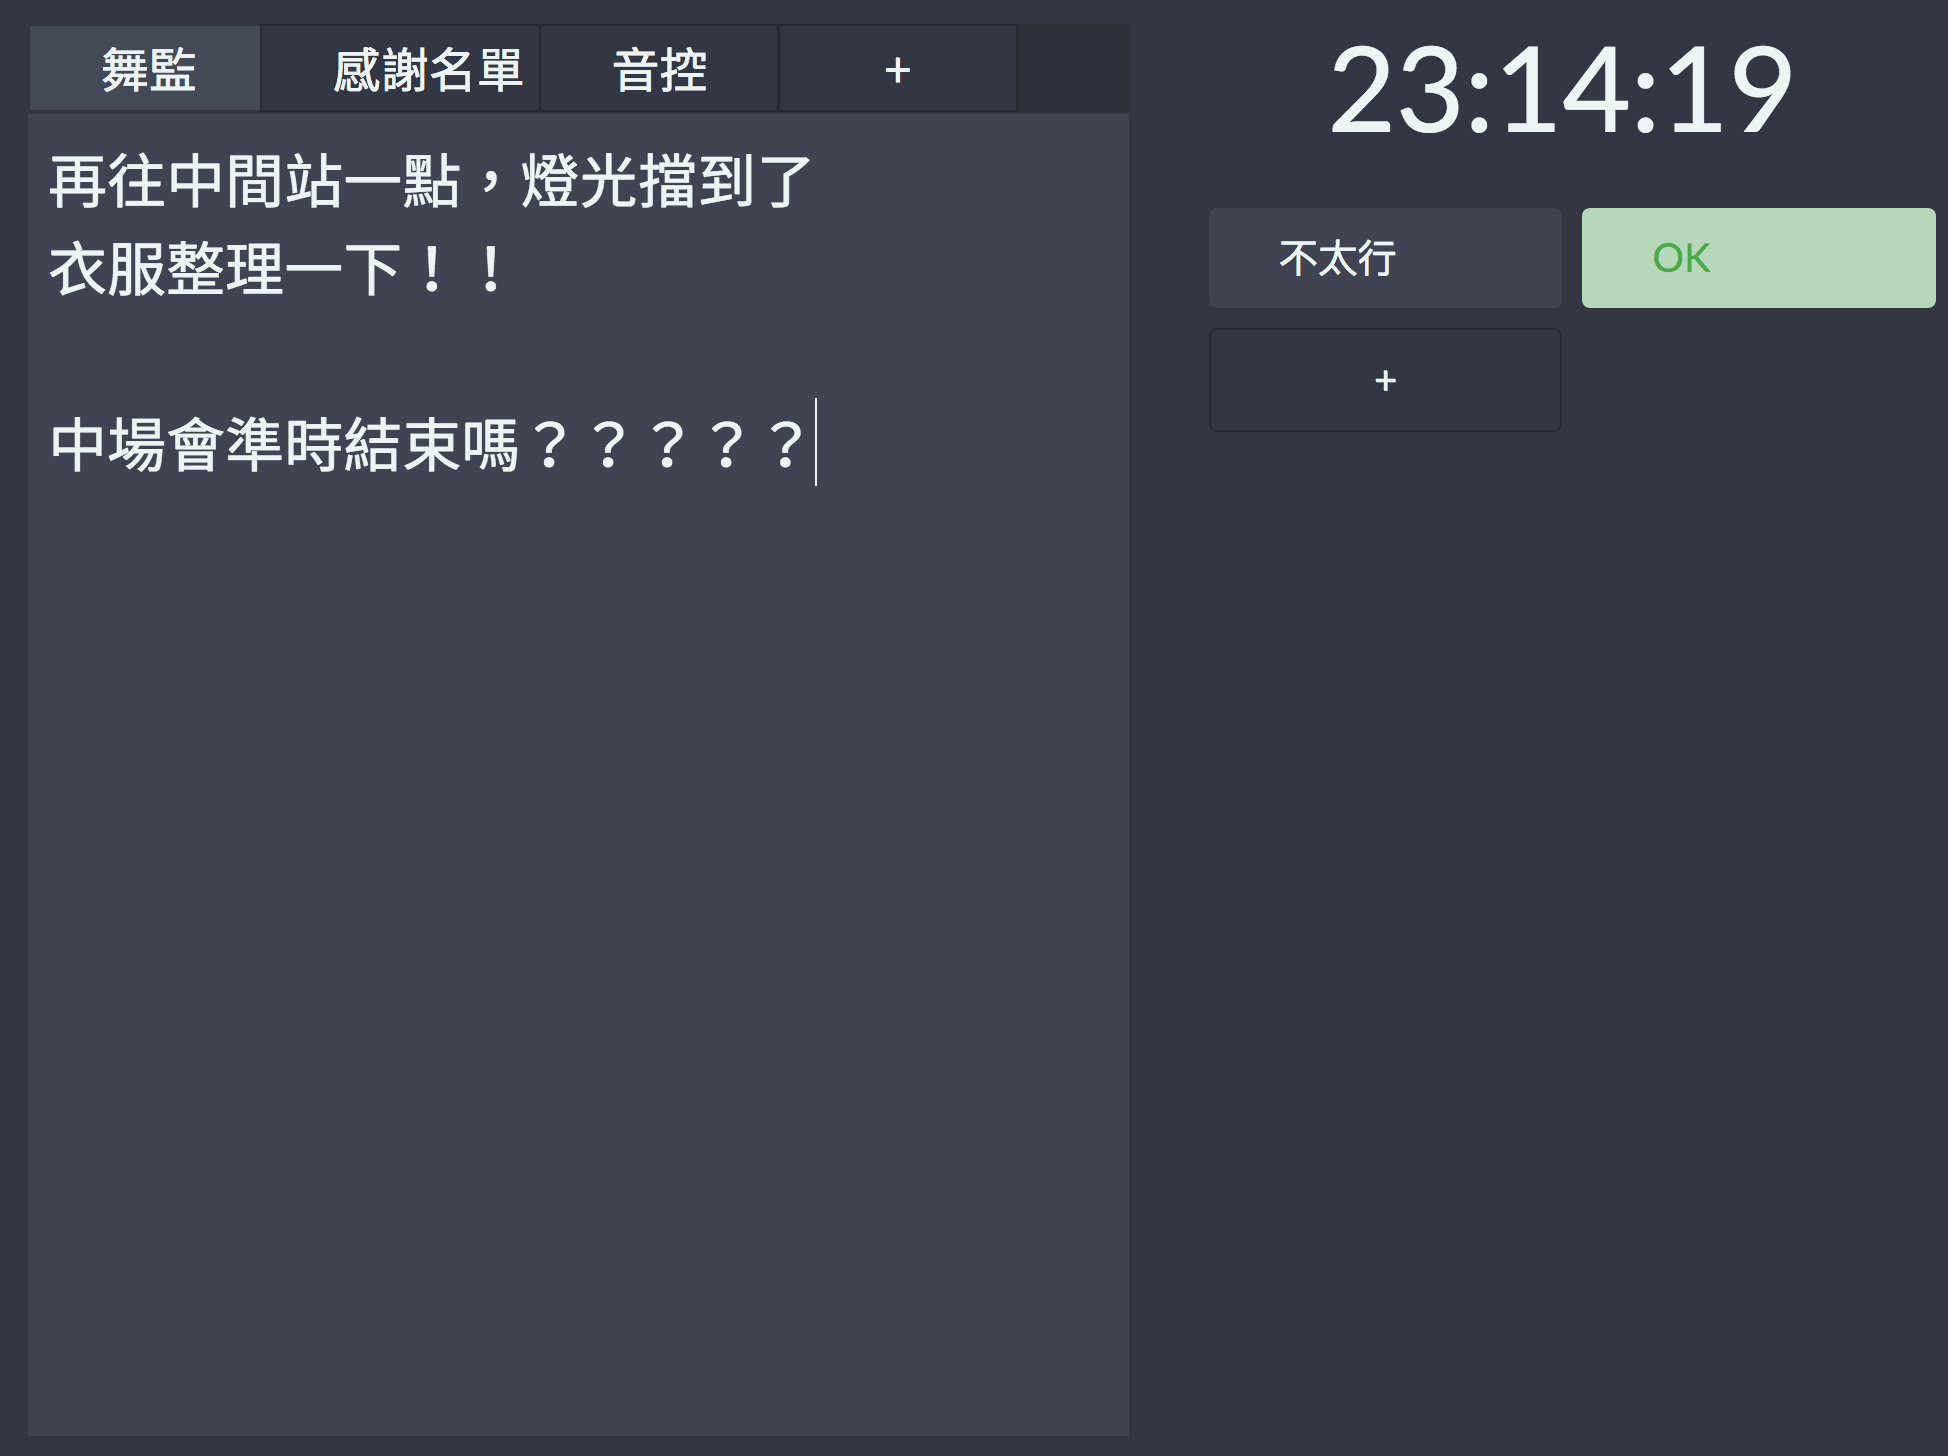 舞監 感謝名單 音控 +
再往中間站一點，燈光擋到了
衣服整理一下！！
中場會準時結束嗎？？？？？
23:14:19
不太行 OK
+